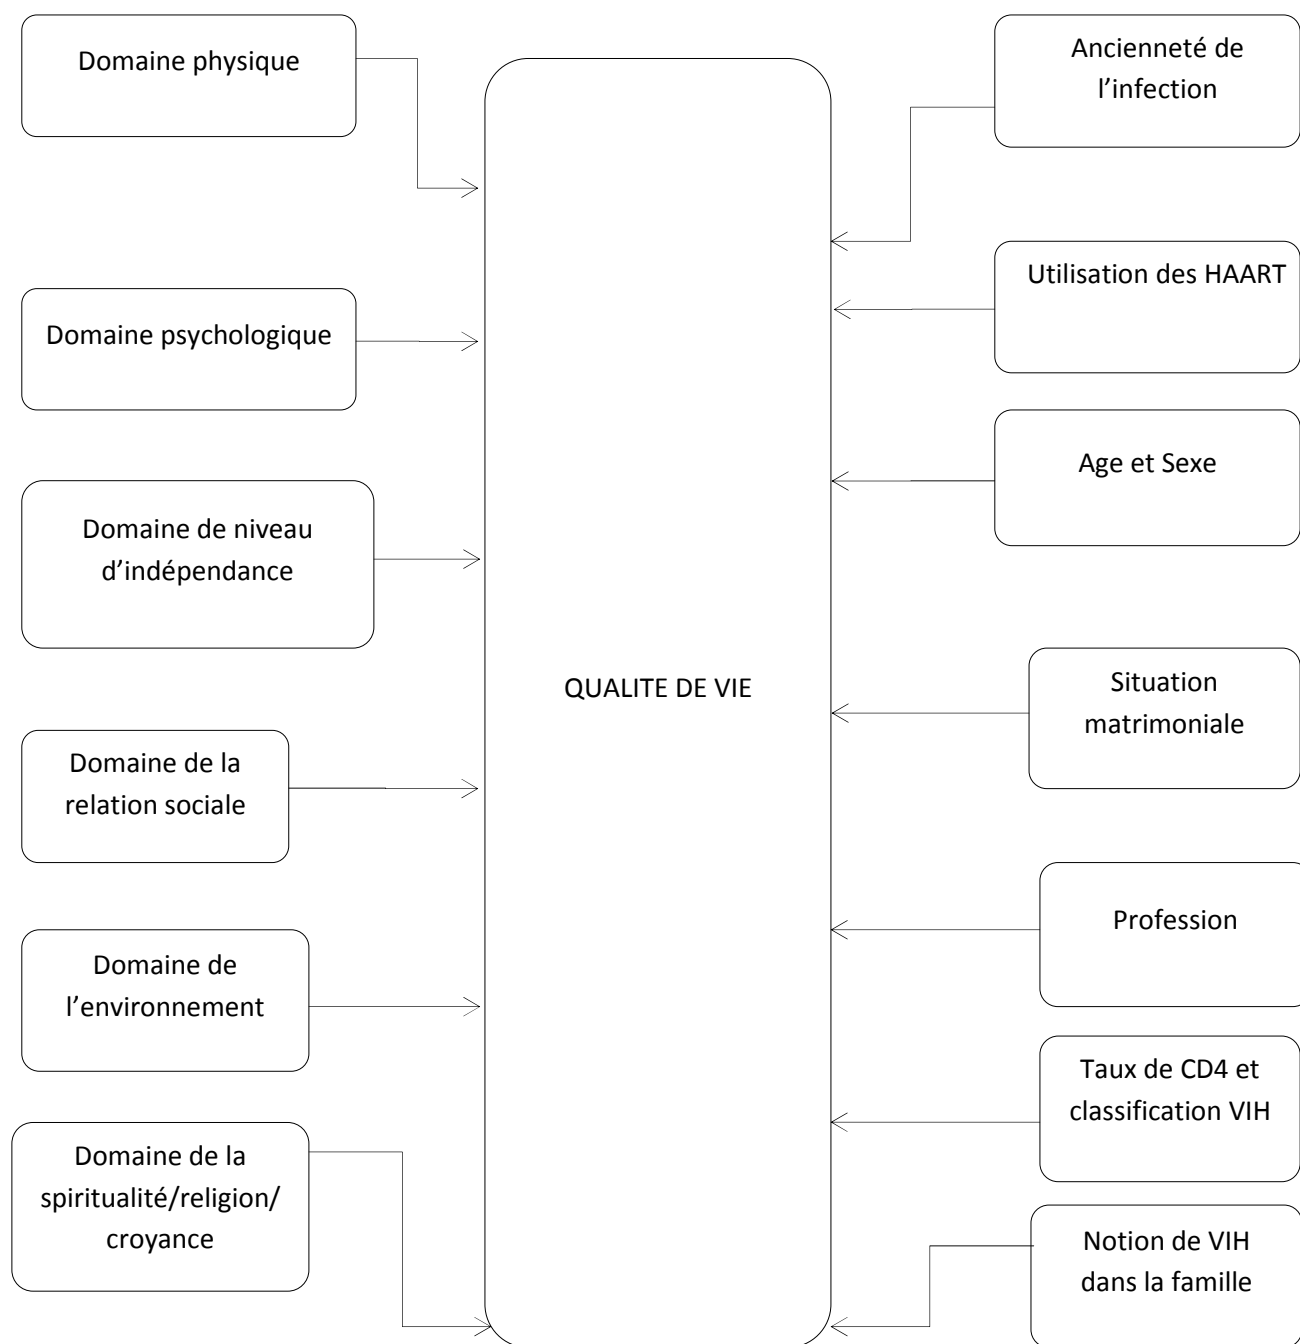 Domaine physique
Domaine psychologique
Domaine de niveau
d’indépendance
Domaine de la
relation sociale
Domaine de
l’environnement
Domaine de la
spiritualité/religion/
croyance
QUALITE DE VIE
Ancienneté de
l’infection
Utilisation des HAART
Age et Sexe
Situation
matrimoniale
Profession
Taux de CD4 et
classification VIH
Notion de VIH
dans la famille